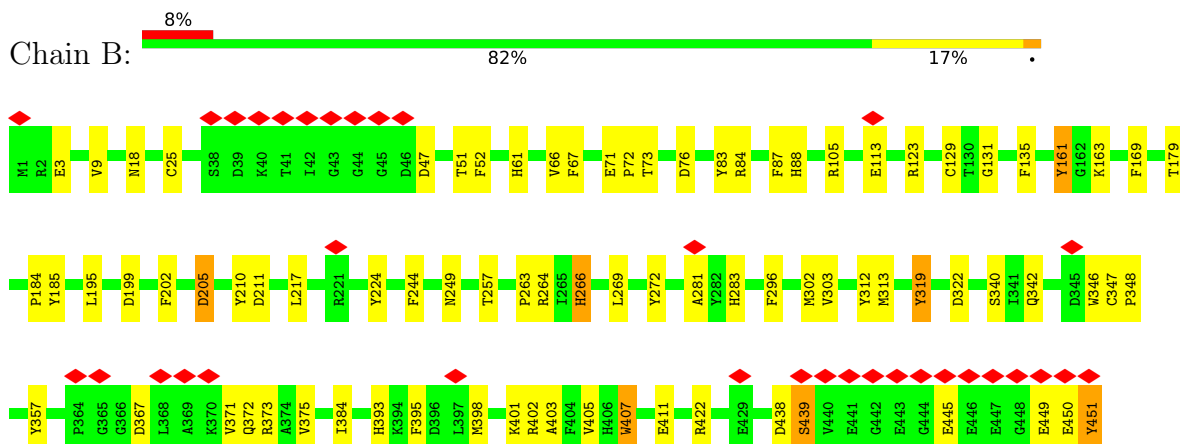 8%
Chain B:
82% 17% •
M1 R2 E3 V9 N18 C25 S38 D39 K40 T41 I42 G43 G44 G45 D46 D47 T51 F52 H61 V66 F67 E71 P72 T73 D76 Y83 R84 F87 H88 R105 E113 R123 C129 T130 G131 F135 Y161 G162 K163 F169 T179
P184 Y185 L195 D199 F202 D205 Y210 D211 L217 R221 Y224 F244 N249 T257 P263 R264 I265 H266 L269 Y272 A281 Y282 H283 F296 M302 V303 Y312 M313 Y319 D322 S340 I341 Q342 D345 W346 C347 P348
Y357 P364 G365 G366 D367 L368 A369 K370 V371 Q372 R373 A374 V375 I384 H393 K394 F395 D396 L397 M398 K401 R402 A403 F404 V405 H406 W407 E411 R422 E429 D438 S439 V440 E441 G442 E443 G444 E445 E446 E447 G448 E449 E450 Y451